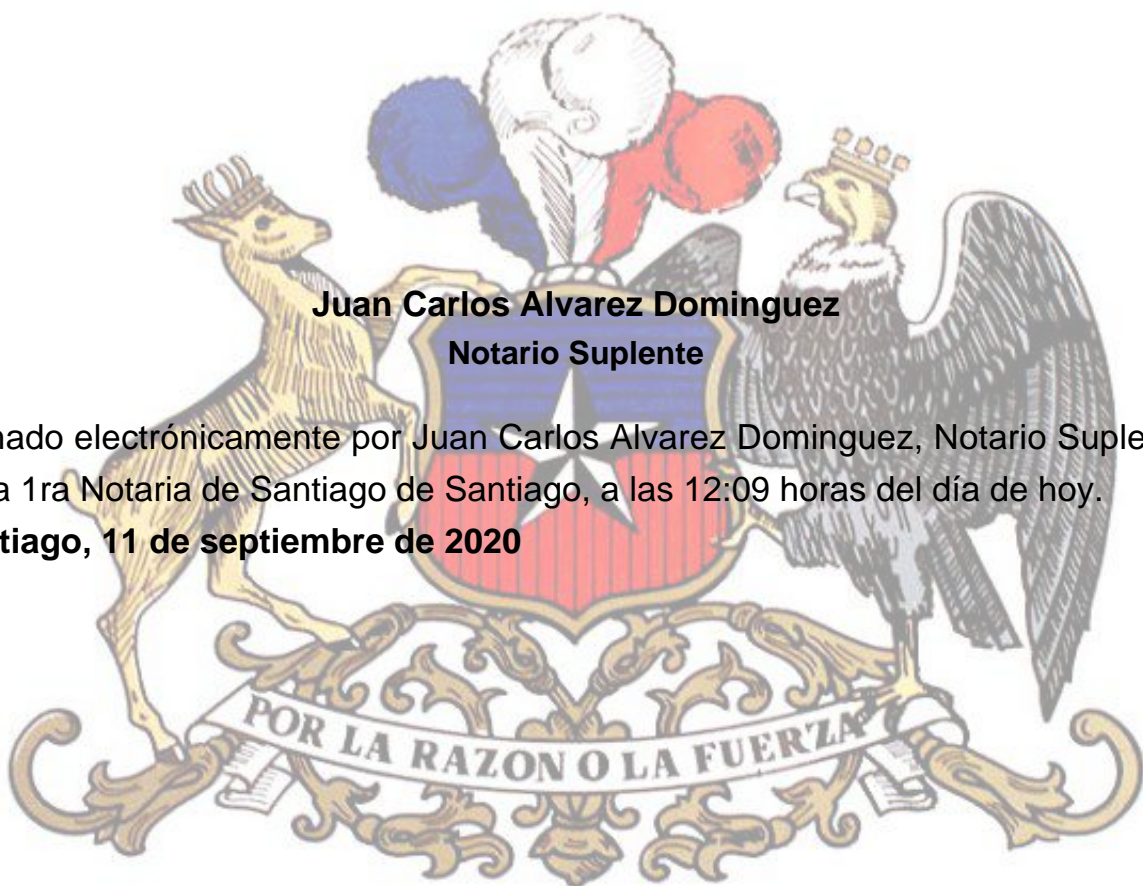 Juan Carlos Alvarez Dominguez
Notario Suplente
nado electrónicamente por Juan Carlos Alvarez Dominguez, Notario Suple
a 1ra Notaria de Santiago de Santiago, a las 12:09 horas del día de hoy.
tiago, 11 de septiembre de 2020
POR LA RAZON O LA FUERZA